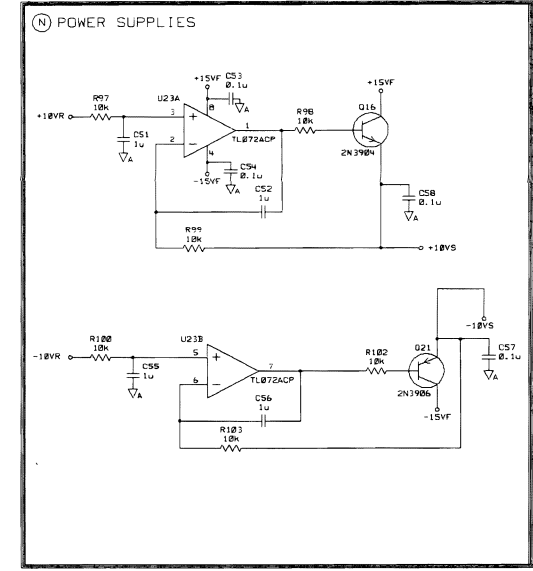 N POWER SUPPLIES
+15VF
C53
0.1u
A
U23A
8
+10VR
R97
10k
3
+
1
2
−
4
TL072ACP
C51
1u
A
-15VF
C54
0.1u
A
C52
1u
R98
10k
+15VF
Q16
2N3904
C58
0.1u
A
R99
10k
+10VS
-10VR
R100
10k
U23B
5
+
7
6
−
TL072ACP
C55
1u
A
C56
1u
R103
10k
R102
10k
Q21
2N3906
-15VF
-10VS
C57
0.1u
A